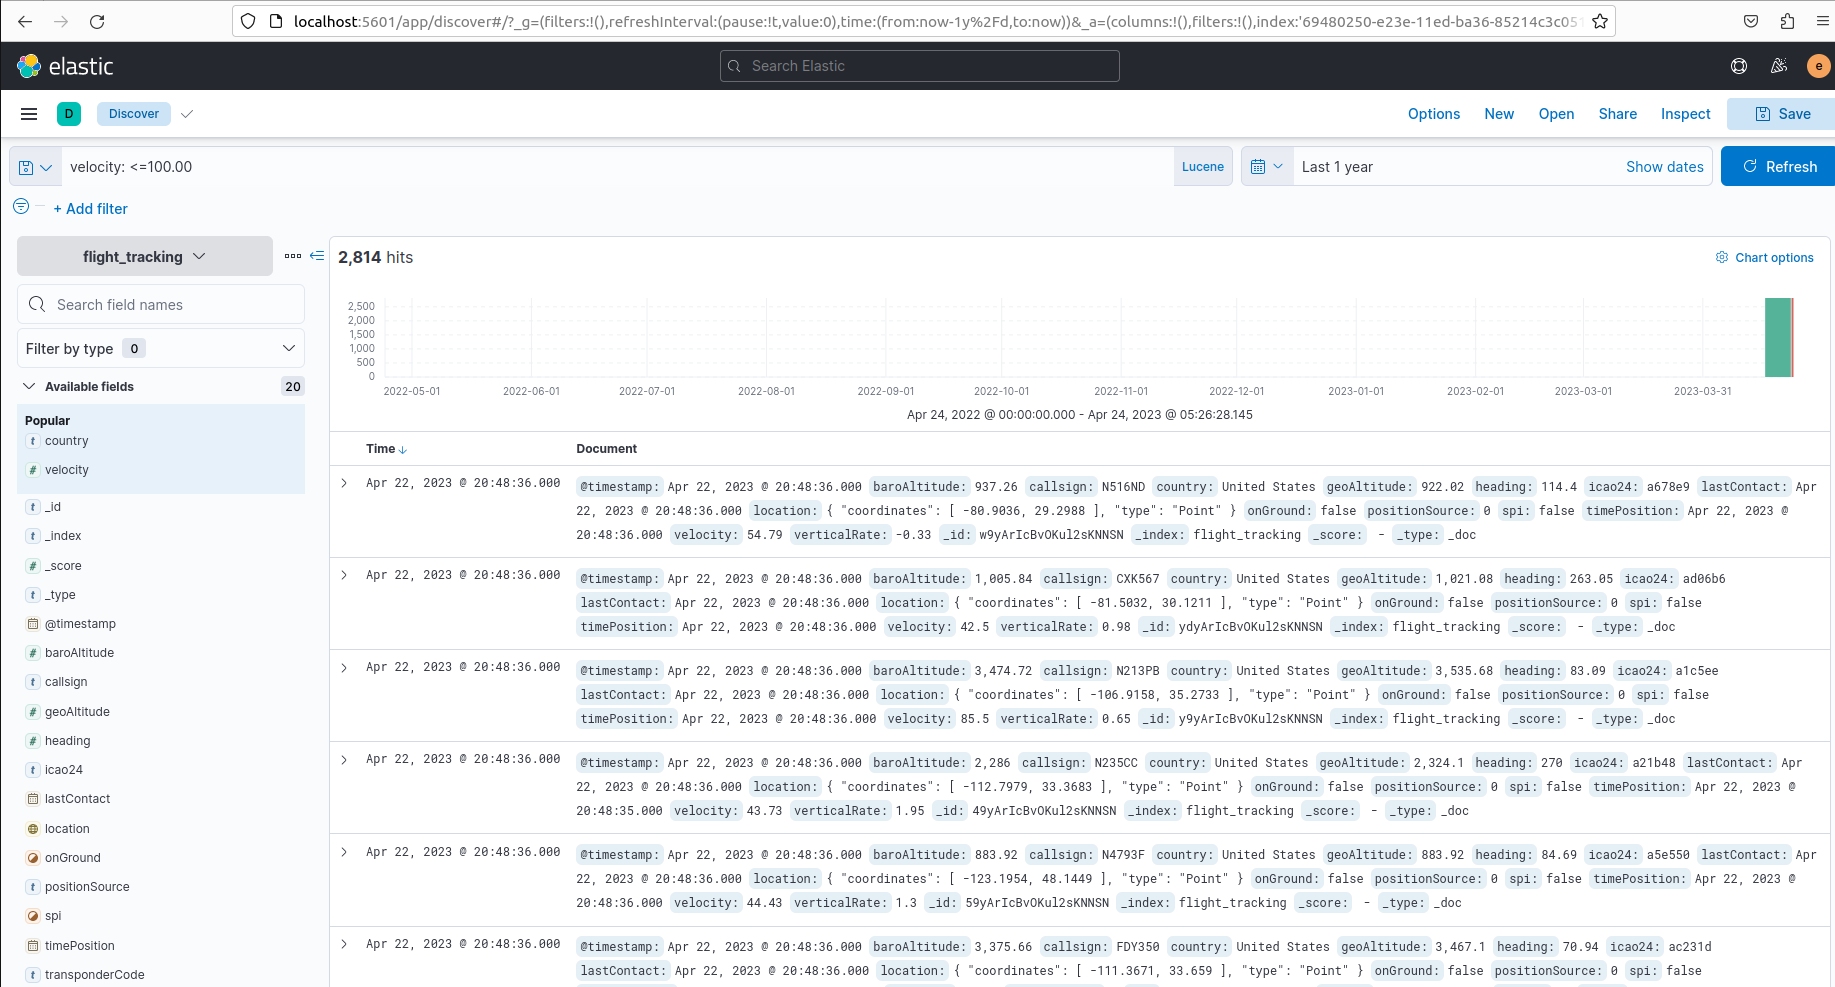 localhost:5601/app/discover#/?_g=(filters:!(),refreshInterval:(pause:!t,value:0),time:(from:now-1y%2Fd,to:now))&_a=(columns:!(),filters:!(),index:'69480250-e23e-11ed-ba36-85214c3c051
elastic
Search Elastic
e
D
Discover
Options New Open Share Inspect Save
velocity: <=100.00
Lucene
Last 1 year
Show dates
Refresh
+ Add filter
flight_tracking
Search field names
Filter by type 0
Available fields 20
Popular
t country
# velocity
t _id
t _index
# _score
t _type
@timestamp
# baroAltitude
t callsign
# geoAltitude
# heading
t icao24
lastContact
location
onGround
# positionSource
spi
timePosition
t transponderCode
2,814 hits
Chart options
2,500
2,000
1,500
1,000
500
0
2022-05-01 2022-06-01 2022-07-01 2022-08-01 2022-09-01 2022-10-01 2022-11-01 2022-12-01 2023-01-01 2023-02-01 2023-03-01 2023-03-31
Apr 24, 2022 @ 00:00:00.000 - Apr 24, 2023 @ 05:26:28.145
Time Document
Apr 22, 2023 @ 20:48:36.000 @timestamp: Apr 22, 2023 @ 20:48:36.000 baroAltitude: 937.26 callsign: N516ND country: United States geoAltitude: 922.02 heading: 114.4 icao24: a678e9 lastContact: Apr
22, 2023 @ 20:48:36.000 location: { "coordinates": [ -80.9036, 29.2988 ], "type": "Point" } onGround: false positionSource: 0 spi: false timePosition: Apr 22, 2023 @
20:48:36.000 velocity: 54.79 verticalRate: -0.33 _id: w9yArIcBvOKul2sKNNSN _index: flight_tracking _score: - _type: _doc
Apr 22, 2023 @ 20:48:36.000 @timestamp: Apr 22, 2023 @ 20:48:36.000 baroAltitude: 1,005.84 callsign: CXK567 country: United States geoAltitude: 1,021.08 heading: 263.05 icao24: ad06b6
lastContact: Apr 22, 2023 @ 20:48:36.000 location: { "coordinates": [ -81.5032, 30.1211 ], "type": "Point" } onGround: false positionSource: 0 spi: false
timePosition: Apr 22, 2023 @ 20:48:36.000 velocity: 42.5 verticalRate: 0.98 _id: ydyArIcBvOKul2sKNNSN _index: flight_tracking _score: - _type: _doc
Apr 22, 2023 @ 20:48:36.000 @timestamp: Apr 22, 2023 @ 20:48:36.000 baroAltitude: 3,474.72 callsign: N213PB country: United States geoAltitude: 3,535.68 heading: 83.09 icao24: a1c5ee
lastContact: Apr 22, 2023 @ 20:48:36.000 location: { "coordinates": [ -106.9158, 35.2733 ], "type": "Point" } onGround: false positionSource: 0 spi: false
timePosition: Apr 22, 2023 @ 20:48:36.000 velocity: 85.5 verticalRate: 0.65 _id: y9yArIcBvOKul2sKNNSN _index: flight_tracking _score: - _type: _doc
Apr 22, 2023 @ 20:48:36.000 @timestamp: Apr 22, 2023 @ 20:48:36.000 baroAltitude: 2,286 callsign: N235CC country: United States geoAltitude: 2,324.1 heading: 270 icao24: a21b48 lastContact: Apr
22, 2023 @ 20:48:36.000 location: { "coordinates": [ -112.7979, 33.3683 ], "type": "Point" } onGround: false positionSource: 0 spi: false timePosition: Apr 22, 2023 @
20:48:35.000 velocity: 43.73 verticalRate: 1.95 _id: 49yArIcBvOKul2sKNNSN _index: flight_tracking _score: - _type: _doc
Apr 22, 2023 @ 20:48:36.000 @timestamp: Apr 22, 2023 @ 20:48:36.000 baroAltitude: 883.92 callsign: N4793F country: United States geoAltitude: 883.92 heading: 84.69 icao24: a5e550 lastContact: Apr
22, 2023 @ 20:48:36.000 location: { "coordinates": [ -123.1954, 48.1449 ], "type": "Point" } onGround: false positionSource: 0 spi: false timePosition: Apr 22, 2023 @
20:48:36.000 velocity: 44.43 verticalRate: 1.3 _id: 59yArIcBvOKul2sKNNSN _index: flight_tracking _score: - _type: _doc
Apr 22, 2023 @ 20:48:36.000 @timestamp: Apr 22, 2023 @ 20:48:36.000 baroAltitude: 3,375.66 callsign: FDY350 country: United States geoAltitude: 3,467.1 heading: 70.94 icao24: ac231d
lastContact: Apr 22, 2023 @ 20:48:36.000 location: { "coordinates": [ -111.3671, 33.659 ], "type": "Point" } onGround: false positionSource: 0 spi: false